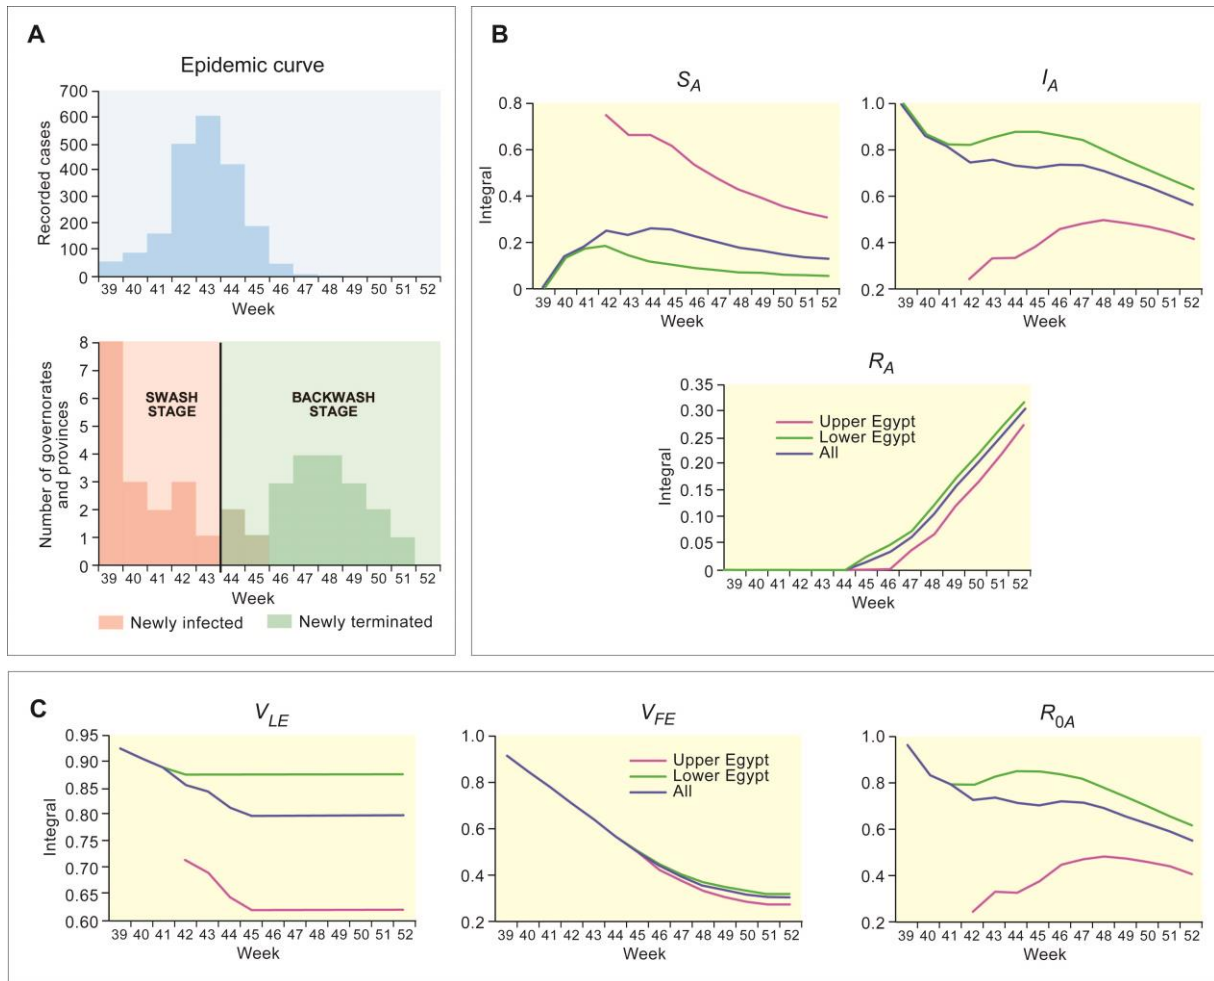 A
Epidemic curve
Recorded cases
700
600
500
400
300
200
100
0
39 40 41 42 43 44 45 46 47 48 49 50 51 52
Week
Number of governorates
and provinces
8
7
6
5
4
3
2
1
0
SWASH
STAGE
BACKWASH
STAGE
39 40 41 42 43 44 45 46 47 48 49 50 51 52
Week
Newly infected
Newly terminated
B
S_A
Integral
0.8
0.6
0.4
0.2
0
39 40 41 42 43 44 45 46 47 48 49 50 51 52
Week
I_A
1.0
0.8
0.6
0.4
0.2
39 40 41 42 43 44 45 46 47 48 49 50 51 52
Week
R_A
Integral
0.35
0.30
0.25
0.20
0.15
0.10
0.05
0
Upper Egypt
Lower Egypt
All
39 40 41 42 43 44 45 46 47 48 49 50 51 52
Week
C
V_LE
Integral
0.95
0.90
0.85
0.80
0.75
0.70
0.65
0.60
39 40 41 42 43 44 45 46 47 48 49 50 51 52
Week
V_FE
1.0
0.8
0.6
0.4
0.2
Upper Egypt
Lower Egypt
All
39 40 41 42 43 44 45 46 47 48 49 50 51 52
Week
R_0A
1.0
0.8
0.6
0.4
0.2
39 40 41 42 43 44 45 46 47 48 49 50 51 52
Week